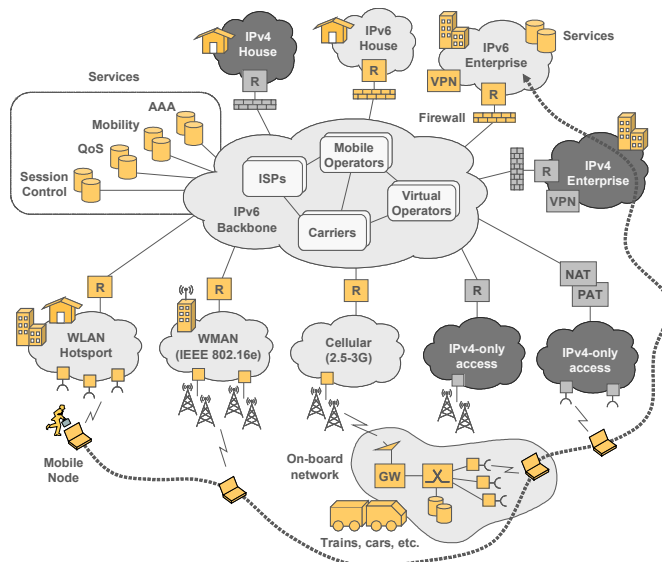 IPv4
House
R
IPv6
House
R
IPv6
Enterprise
Services
VPN
R
Firewall
Services
AAA
Mobility
QoS
Session
Control
Mobile
Operators
ISPs
Virtual
Operators
Carriers
IPv6
Backbone
R
IPv4
Enterprise
VPN
R
R
R
R
NAT
PAT
WLAN
Hotsport
WMAN
(IEEE 802.16e)
Cellular
(2.5-3G)
IPv4-only
access
IPv4-only
access
Mobile
Node
On-board
network
GW
Trains, cars, etc.